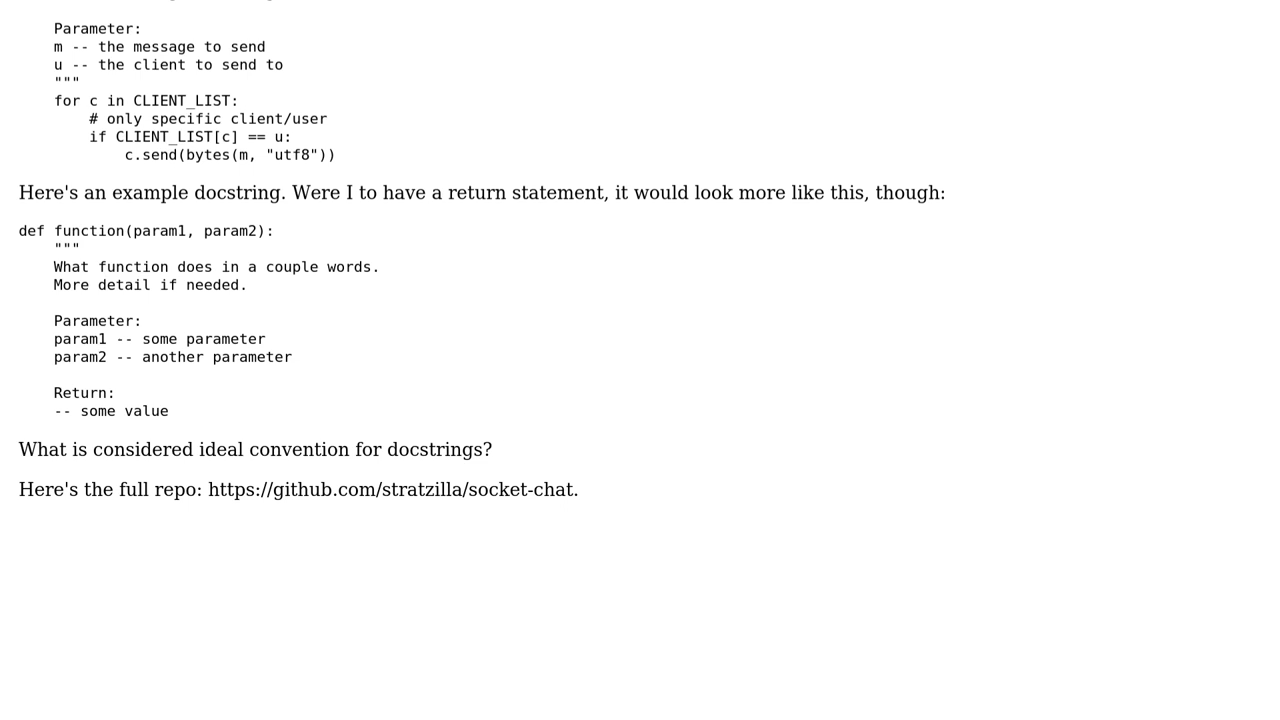 Parameter:
    m -- the message to send
    u -- the client to send to
    """
    for c in CLIENT_LIST:
        # only specific client/user
        if CLIENT_LIST[c] == u:
            c.send(bytes(m, "utf8"))
Here's an example docstring. Were I to have a return statement, it would look more like this, though:
def function(param1, param2):
    """
    What function does in a couple words.
    More detail if needed.

    Parameter:
    param1 -- some parameter
    param2 -- another parameter

    Return:
    -- some value
What is considered ideal convention for docstrings?
Here's the full repo: https://github.com/stratzilla/socket-chat.